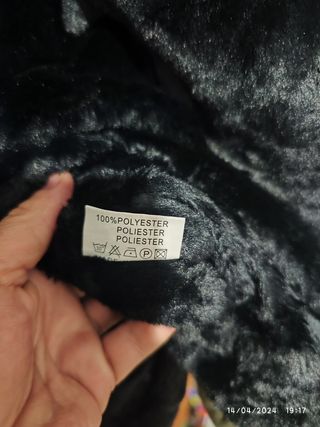 100%POLYESTER
POLIESTER
POLIESTER
P
14/04/2024 19:17